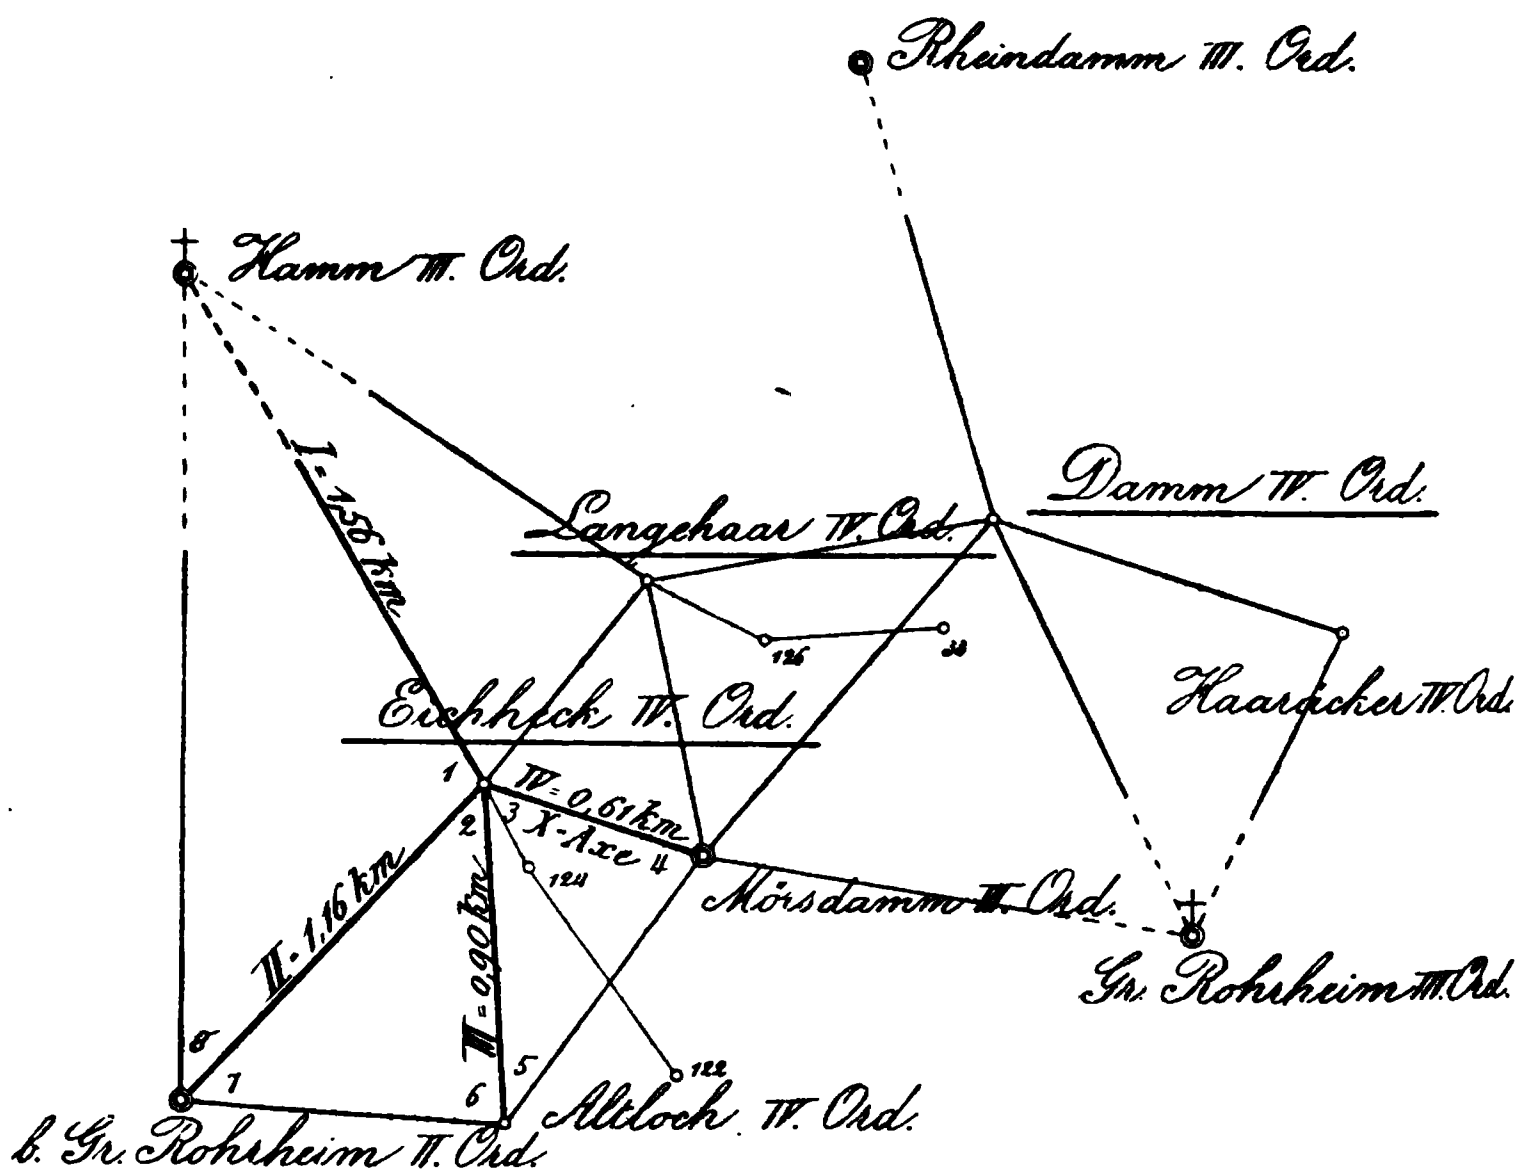 Rheindamm III. Ord.
Hamm III. Ord.
I = 1,56 km
Damm IV. Ord.
Langehaar IV. Ord.
126
38
Haaräcker IV. Ord.
Eichheck IV. Ord.
1
IV = 0,61 km
2
3
X-Axe
4
124
Mörsdamm III. Ord.
II = 1,16 km
III = 0,90 km
Gr. Rohrheim III. Ord.
8
7
5
6
122
Altloch IV. Ord.
b. Gr. Rohrheim II. Ord.